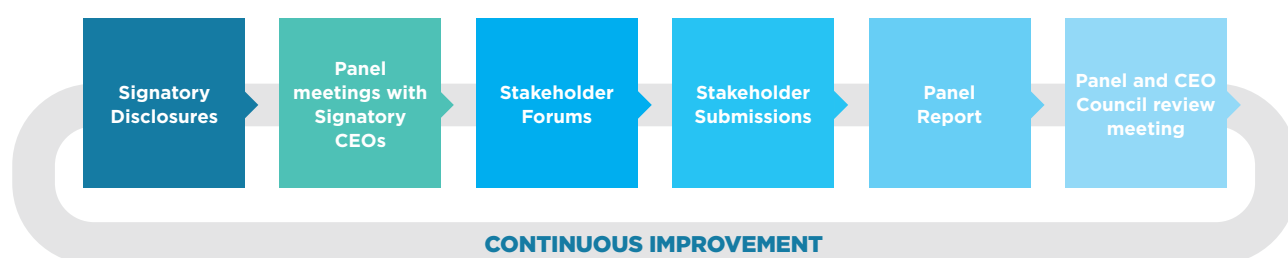 Signatory
Disclosures
Panel
meetings with
Signatory
CEOs
Stakeholder
Forums
Stakeholder
Submissions
Panel
Report
Panel and CEO
Council review
meeting
CONTINUOUS IMPROVEMENT